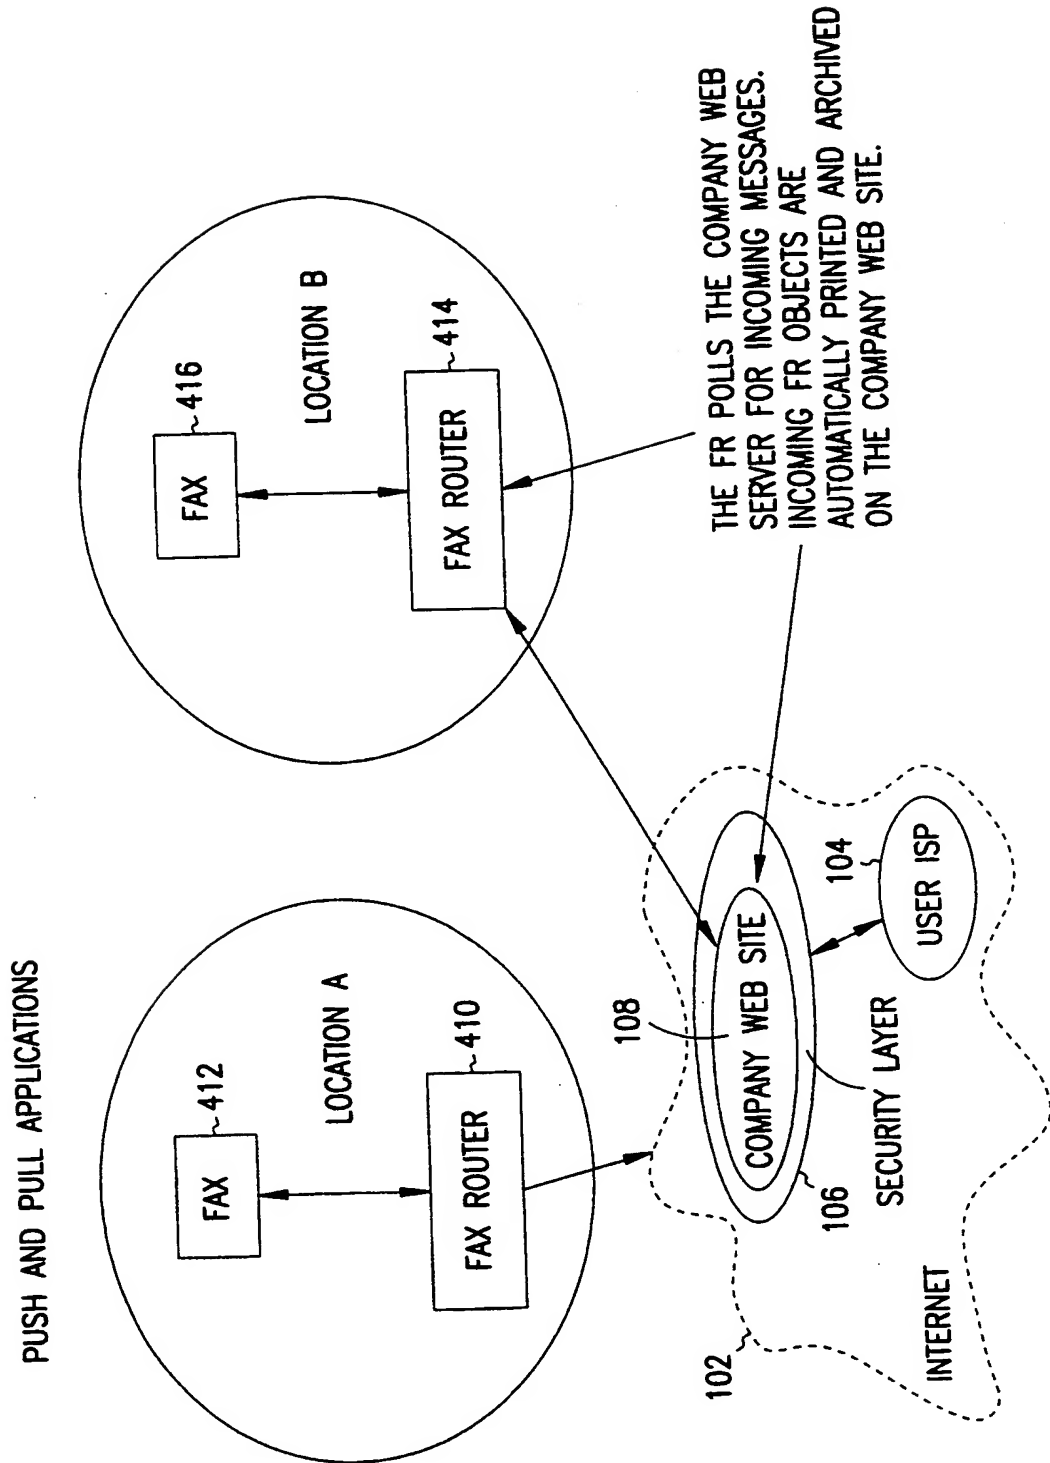 PUSH AND PULL APPLICATIONS
FAX
412
LOCATION A
410
FAX ROUTER
FAX
416
LOCATION B
414
FAX ROUTER
THE FR POLLS THE COMPANY WEB
SERVER FOR INCOMING MESSAGES.
INCOMING FR OBJECTS ARE
AUTOMATICALLY PRINTED AND ARCHIVED
ON THE COMPANY WEB SITE.
102
108
COMPANY WEB SITE
106
SECURITY LAYER
104
USER ISP
INTERNET